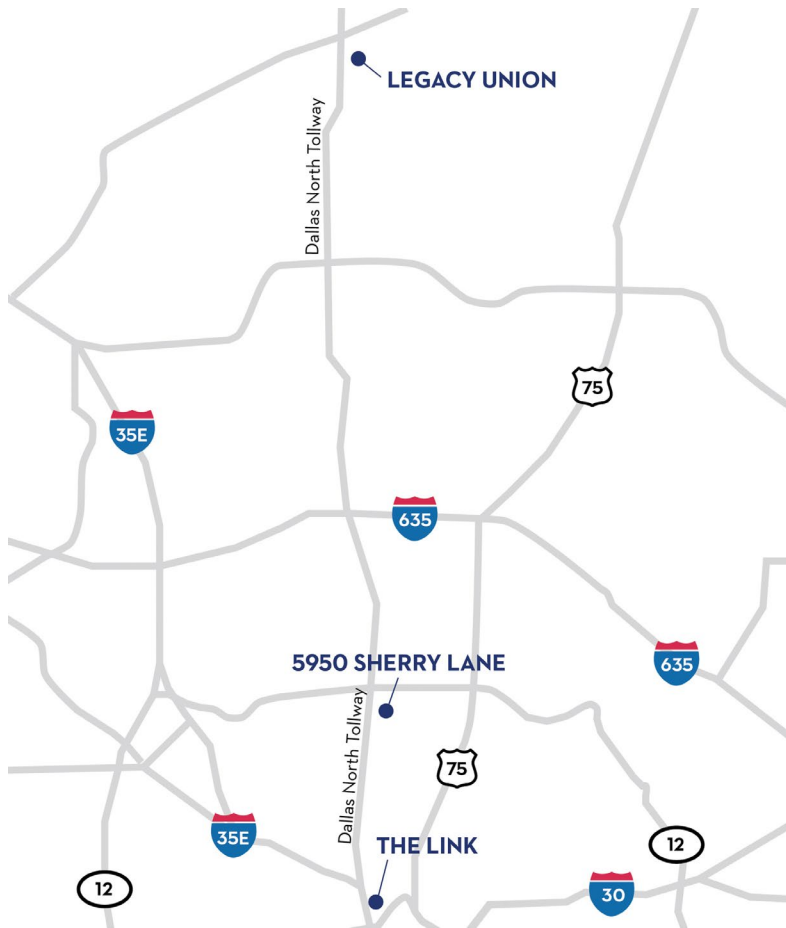 LEGACY UNION
Dallas North Tollway
75
35E
635
5950 SHERRY LANE
635
Dallas North Tollway
75
35E
THE LINK
12
12
30